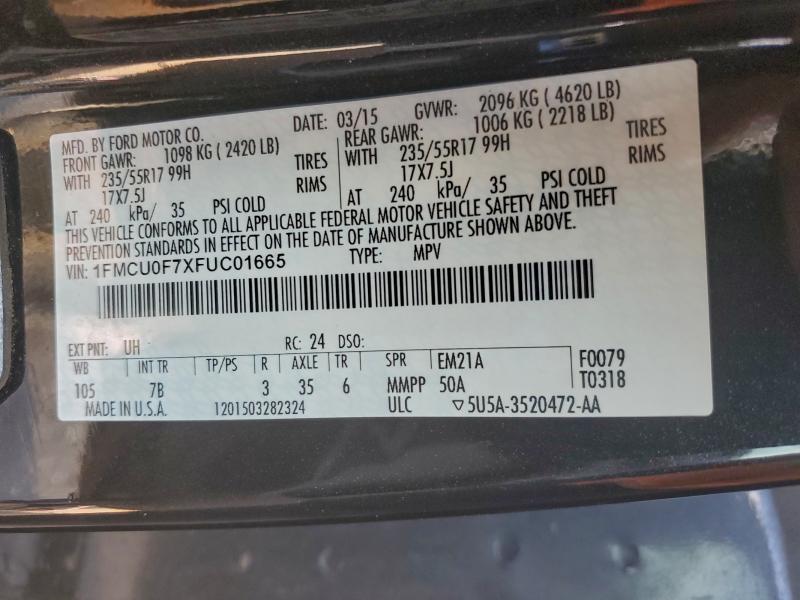 MFD. BY FORD MOTOR CO. DATE: 03/15 GVWR: 2096 KG ( 4620 LB)
FRONT GAWR: 1098 KG ( 2420 LB) REAR GAWR: 1006 KG ( 2218 LB)
WITH 235/55R17 99H TIRES WITH 235/55R17 99H TIRES
17X7.5J RIMS 17X7.5J RIMS
AT 240 kPa/ 35 PSI COLD AT 240 kPa/ 35 PSI COLD
THIS VEHICLE CONFORMS TO ALL APPLICABLE FEDERAL MOTOR VEHICLE SAFETY AND THEFT
PREVENTION STANDARDS IN EFFECT ON THE DATE OF MANUFACTURE SHOWN ABOVE.
VIN: 1FMCU0F7XFUC01665 TYPE: MPV
EXT PNT: UH RC: 24 DSO:
WB INT TR TP/PS R AXLE TR SPR EM21A F0079
105 7B 3 35 6 MMPP 50A T0318
MADE IN U.S.A. 1201503282324 ULC ▽5U5A-3520472-AA